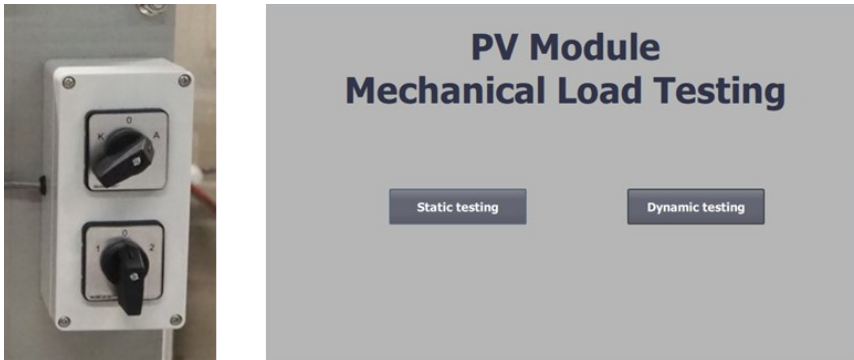 0
K A
0
1 2
PV Module
Mechanical Load Testing
Static testing
Dynamic testing